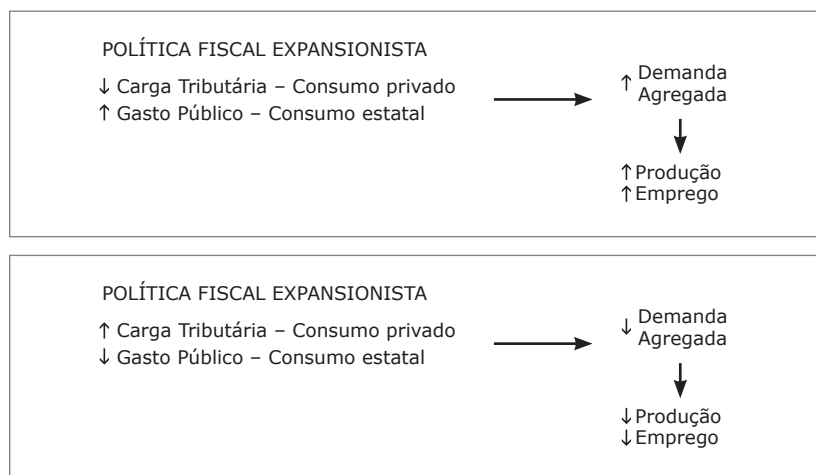 POLÍTICA FISCAL EXPANSIONISTA
↓ Carga Tributária – Consumo privado
↑ Gasto Público – Consumo estatal
↑ Demanda
Agregada
↑ Produção
↑ Emprego
POLÍTICA FISCAL EXPANSIONISTA
↑ Carga Tributária – Consumo privado
↓ Gasto Público – Consumo estatal
↓ Demanda
Agregada
↓ Produção
↓ Emprego